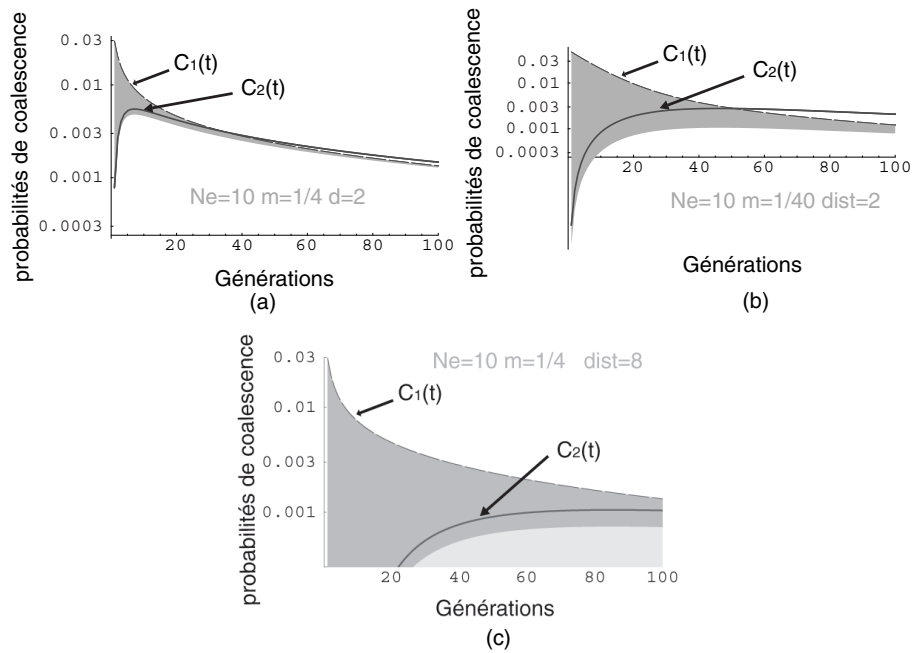 probabilités de coalescence
0.03
0.01
0.003
0.001
0.0003
C1(t)
C2(t)
Ne=10 m=1/4 d=2
20 40 60 80 100
Générations
(a)
probabilités de coalescence
0.03
0.01
0.003
0.001
0.0003
C1(t)
C2(t)
20 40 60 80 100
Ne=10 m=1/40 dist=2
Générations
(b)
probabilités de coalescence
0.03
0.01
0.003
0.001
Ne=10 m=1/4 dist=8
C1(t)
C2(t)
20 40 60 80 100
Générations
(c)